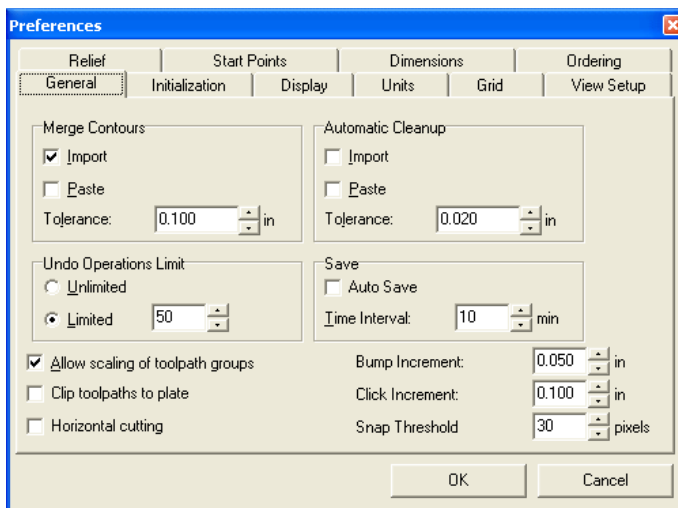 Preferences
Relief Start Points Dimensions Ordering
General Initialization Display Units Grid View Setup
Merge Contours
Import
Paste
Tolerance: 0.100 in
Automatic Cleanup
Import
Paste
Tolerance: 0.020 in
Undo Operations Limit
Unlimited
Limited 50
Save
Auto Save
Time Interval: 10 min
Allow scaling of toolpath groups
Clip toolpaths to plate
Horizontal cutting
Bump Increment: 0.050 in
Click Increment: 0.100 in
Snap Threshold 30 pixels
OK Cancel